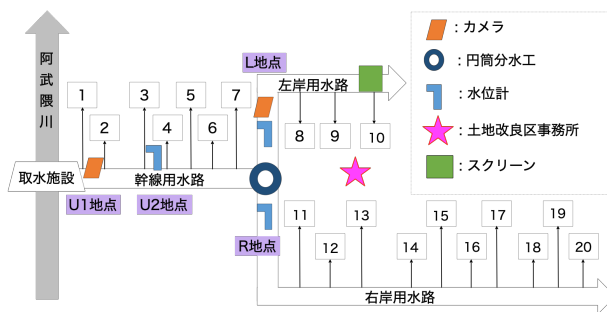 阿武隈川
取水施設
1
2
3
4
5
6
7
幹線用水路
U1地点
U2地点
L地点
左岸用水路
8
9
10
R地点
11
12
13
14
15
16
17
18
19
20
右岸用水路
：カメラ
：円筒分水工
：水位計
：土地改良区事務所
：スクリーン